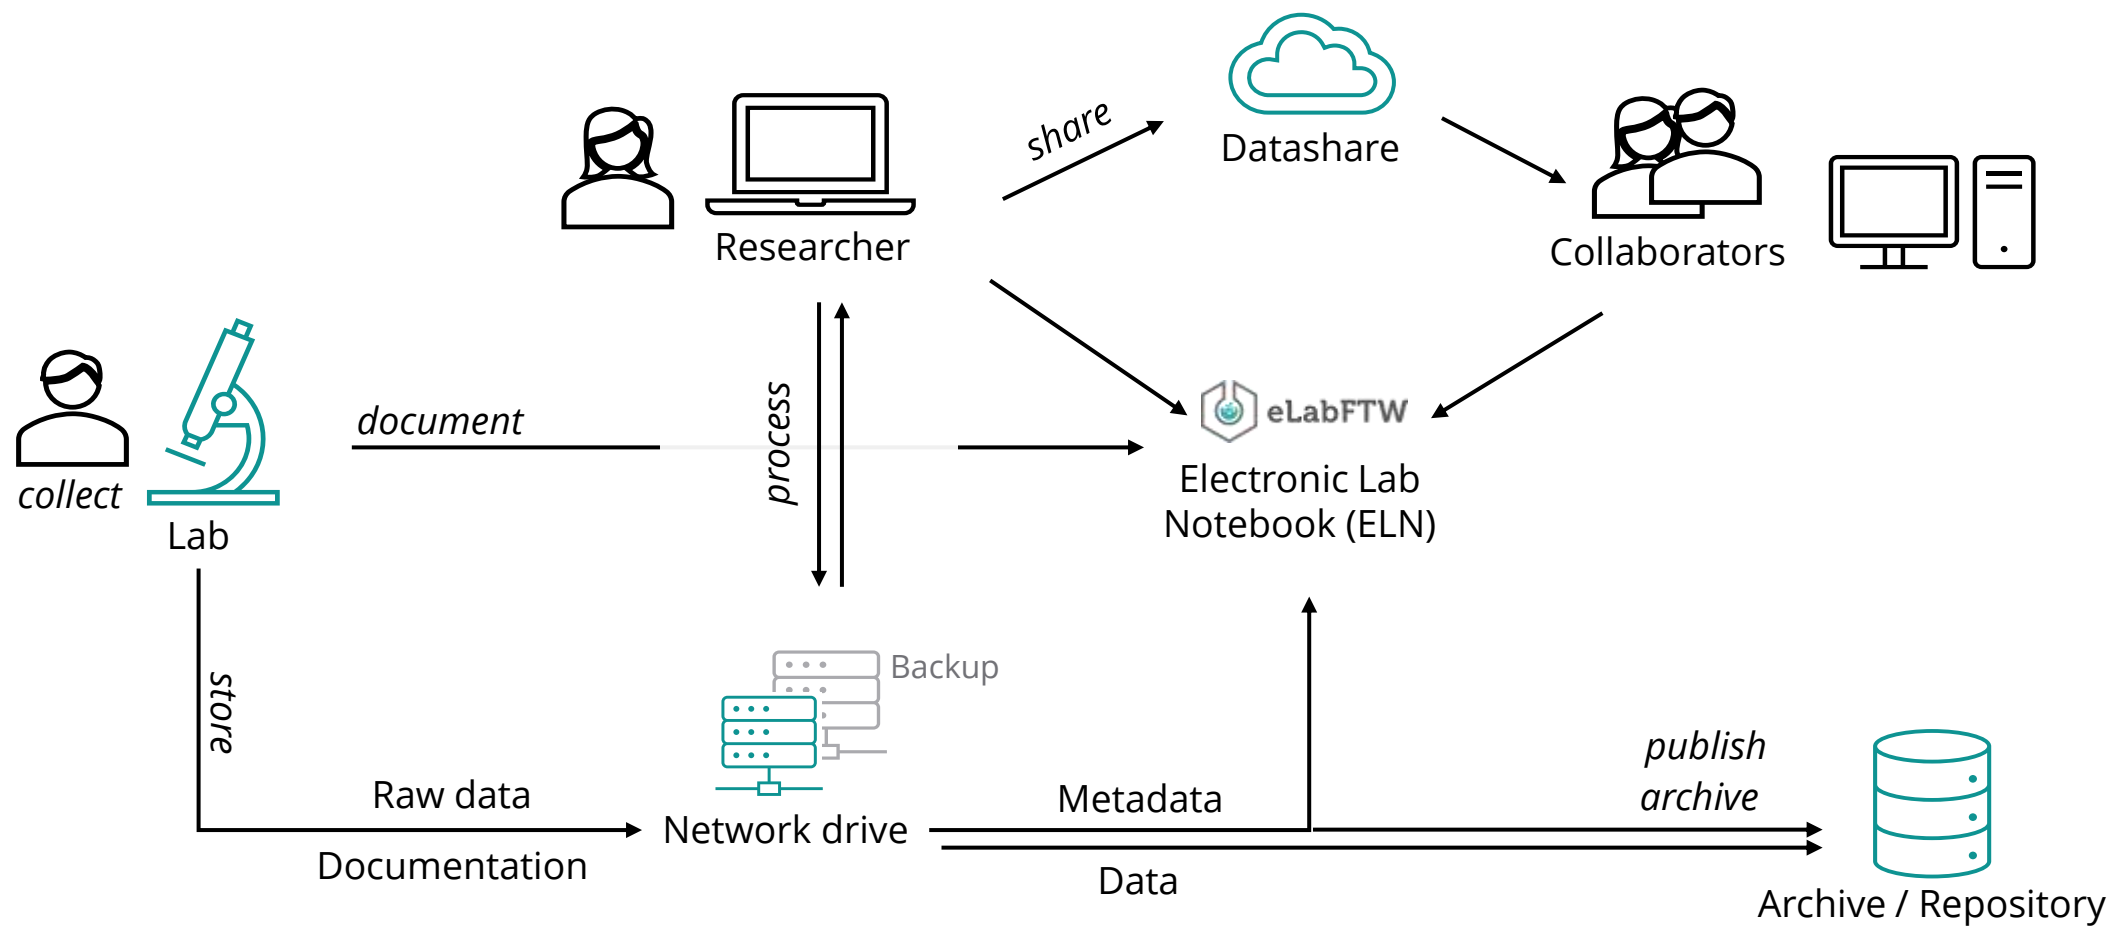 share
Datashare
Researcher
Collaborators
document
process
eLabFTW
collect
Lab
Electronic Lab
Notebook (ELN)
store
Backup
Raw data
Documentation
Network drive
Metadata
Data
publish
archive
Archive / Repository